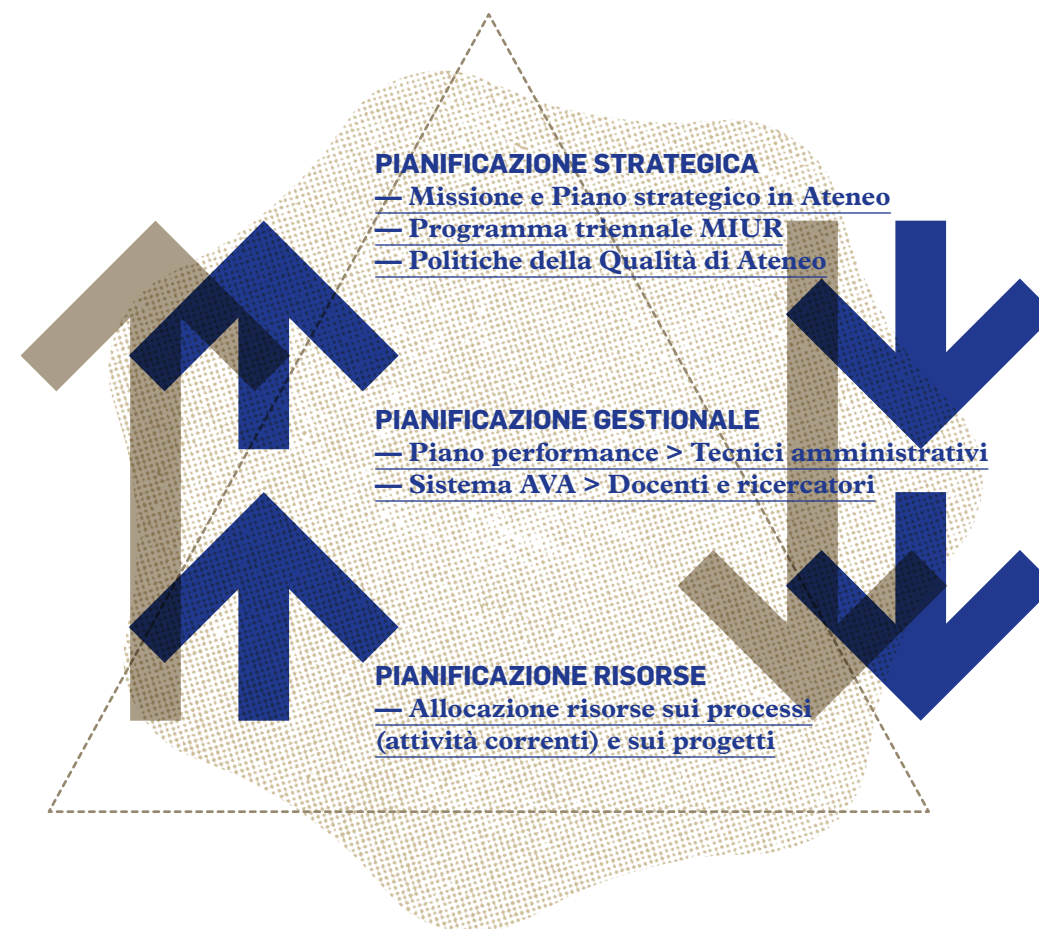 PIANIFICAZIONE STRATEGICA
— Missione e Piano strategico in Ateneo
— Programma triennale MIUR
— Politiche della Qualità di Ateneo
PIANIFICAZIONE GESTIONALE
— Piano performance > Tecnici amministrativi
— Sistema AVA > Docenti e ricercatori
PIANIFICAZIONE RISORSE
— Allocazione risorse sui processi
(attività correnti) e sui progetti